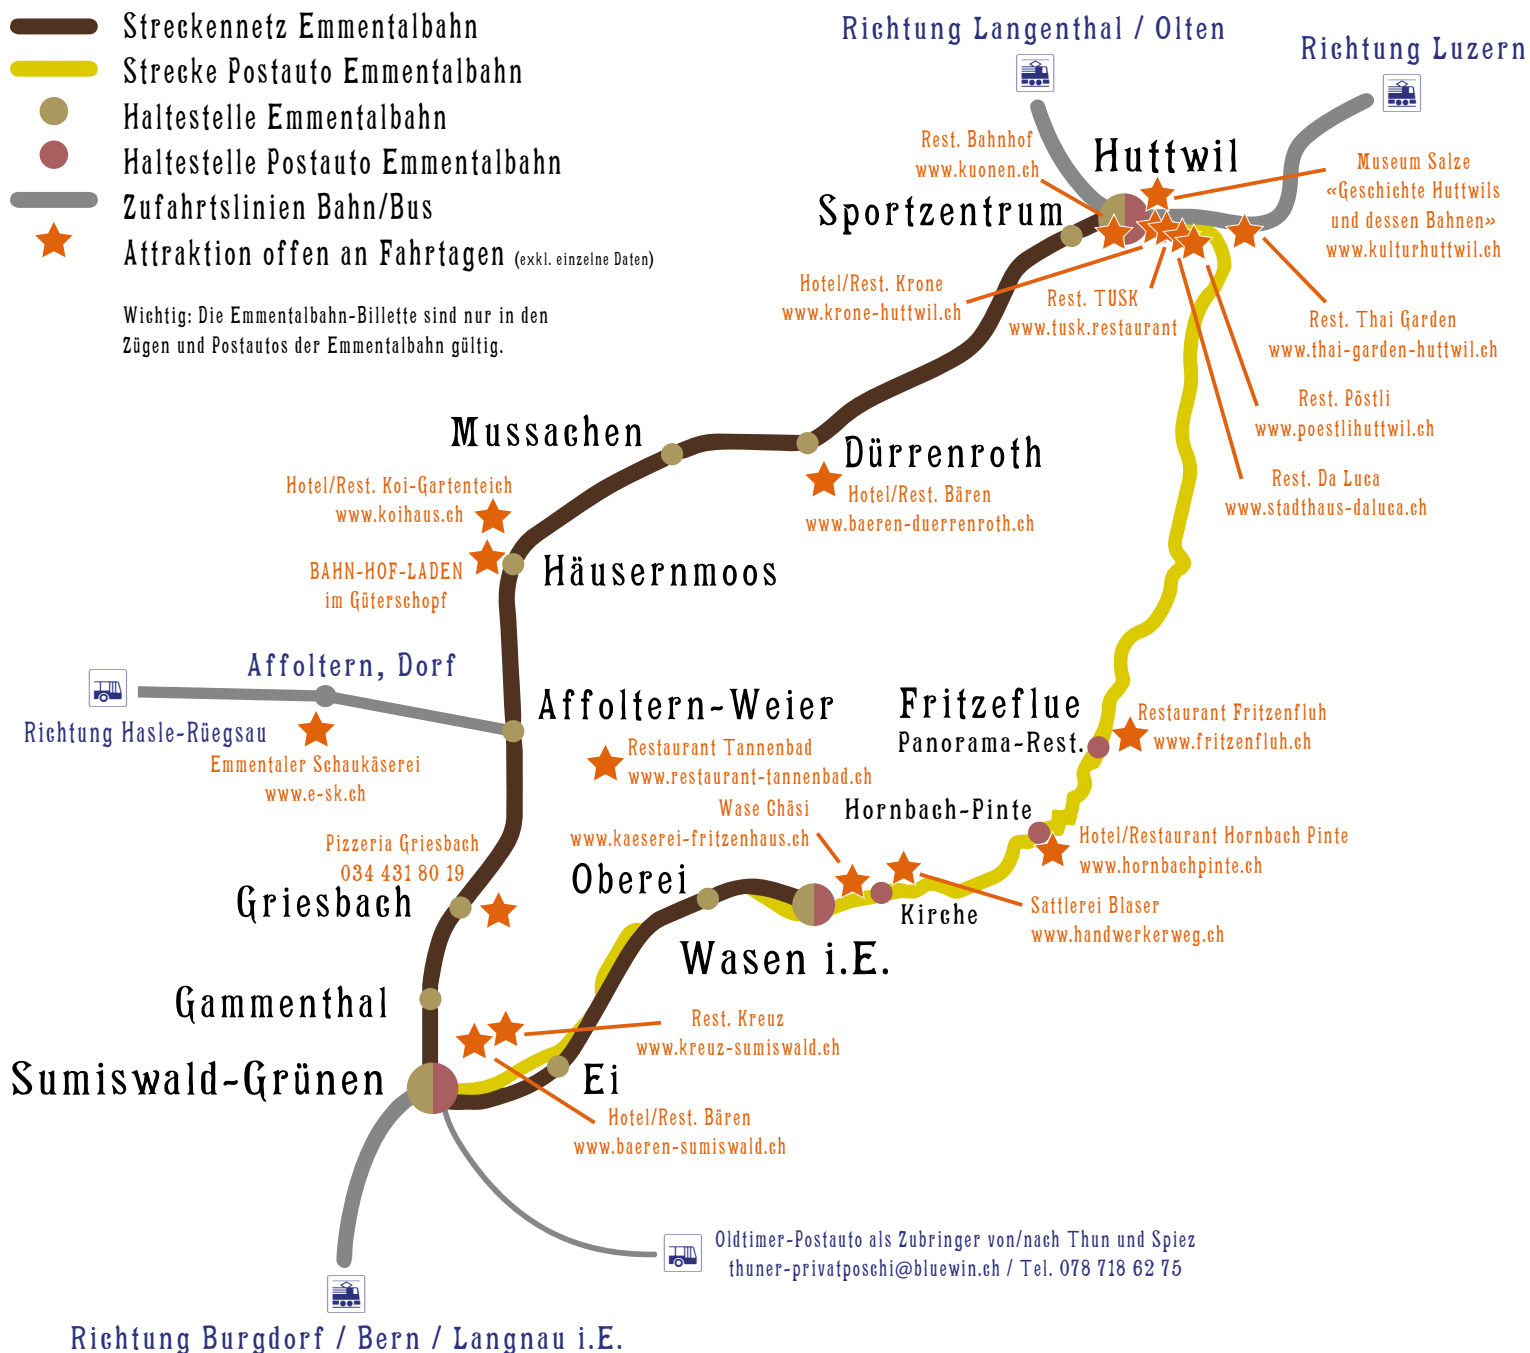 Streckennetz Emmentalbahn
Strecke Postauto Emmentalbahn
Haltestelle Emmentalbahn
Haltestelle Postauto Emmentalbahn
Zufahrtslinien Bahn/Bus
Attraktion offen an Fahrtagen (exkl. einzelne Daten)
Wichtig: Die Emmentalbahn-Billette sind nur in den
Zügen und Postautos der Emmentalbahn gültig.
Richtung Langenthal / Olten
Richtung Luzern
Rest. Bahnhof
www.kuonen.ch
Huttwil
Museum Salze
«Geschichte Huttwils
und dessen Bahnen»
www.kulturhuttwil.ch
Sportzentrum
Hotel/Rest. Krone
www.krone-huttwil.ch
Rest. TUSK
www.tusk.restaurant
Rest. Thai Garden
www.thai-garden-huttwil.ch
Rest. Pöstli
www.poestlihuttwil.ch
Rest. Da Luca
www.stadthaus-daluca.ch
Mussachen
Dürrenroth
Hotel/Rest. Bären
www.baeren-duerrenroth.ch
Hotel/Rest. Koi-Gartenteich
www.koihaus.ch
BAHN-HOF-LADEN
im Güterschopf
Häusernmoos
Affoltern, Dorf
Richtung Hasle-Rüegsau
Emmentaler Schaukäserei
www.e-sk.ch
Affoltern-Weier
Restaurant Tannenbad
www.restaurant-tannenbad.ch
Fritzeflue
Panorama-Rest.
Restaurant Fritzenfluh
www.fritzenfluh.ch
Wase Chäsi
www.kaeserei-fritzenhaus.ch
Hornbach-Pinte
Hotel/Restaurant Hornbach Pinte
www.hornbachpinte.ch
Pizzeria Griesbach
034 431 80 19
Griesbach
Oberei
Kirche
Sattlerei Blaser
www.handwerkerweg.ch
Wasen i.E.
Gammenthal
Rest. Kreuz
www.kreuz-sumiswald.ch
Sumiswald-Grünen
Ei
Hotel/Rest. Bären
www.baeren-sumiswald.ch
Oldtimer-Postauto als Zubringer von/nach Thun und Spiez
thuner-privatposchi@bluewin.ch / Tel. 078 718 62 75
Richtung Burgdorf / Bern / Langnau i.E.